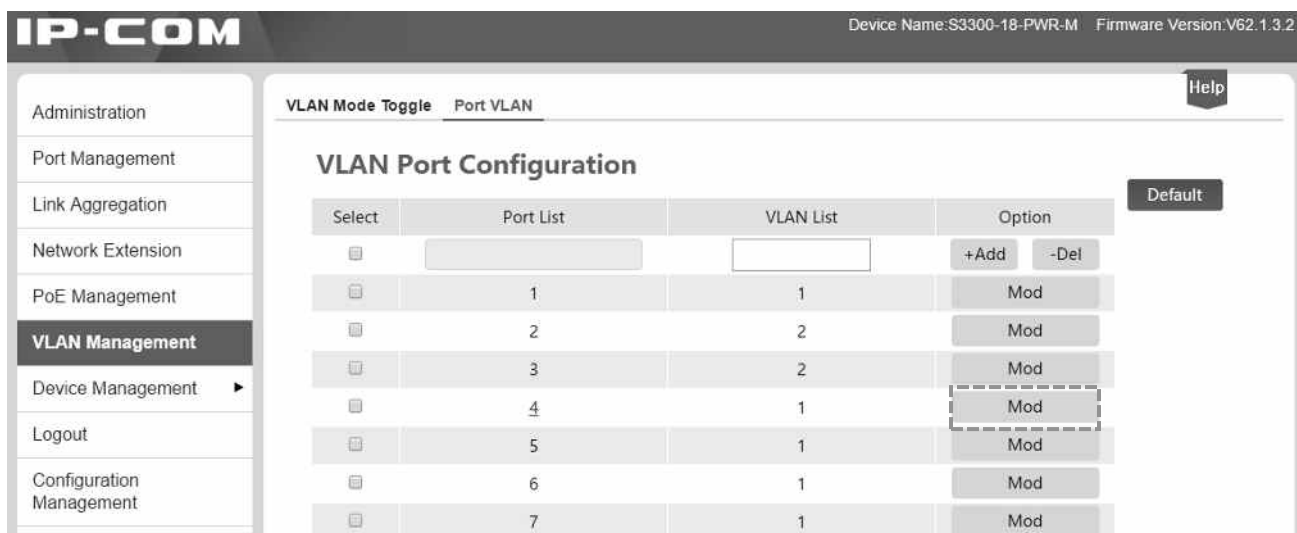 IP-COM
Device Name:S3300-18-PWR-M Firmware Version:V62.1.3.2
Administration
Port Management
Link Aggregation
Network Extension
PoE Management
VLAN Management
Device Management
Logout
Configuration
Management
Help
VLAN Mode Toggle Port VLAN
VLAN Port Configuration
Default
Select Port List VLAN List Option
+Add -Del
1 1 Mod
2 2 Mod
3 2 Mod
4 1 Mod
5 1 Mod
6 1 Mod
7 1 Mod